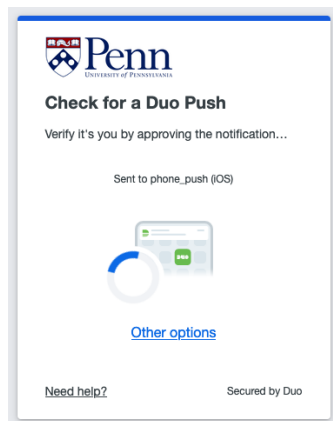 Penn
UNIVERSITY of PENNSYLVANIA
Check for a Duo Push
Verify it's you by approving the notification...
Sent to phone_push (iOS)
DUO
Other options
Need help?
Secured by Duo